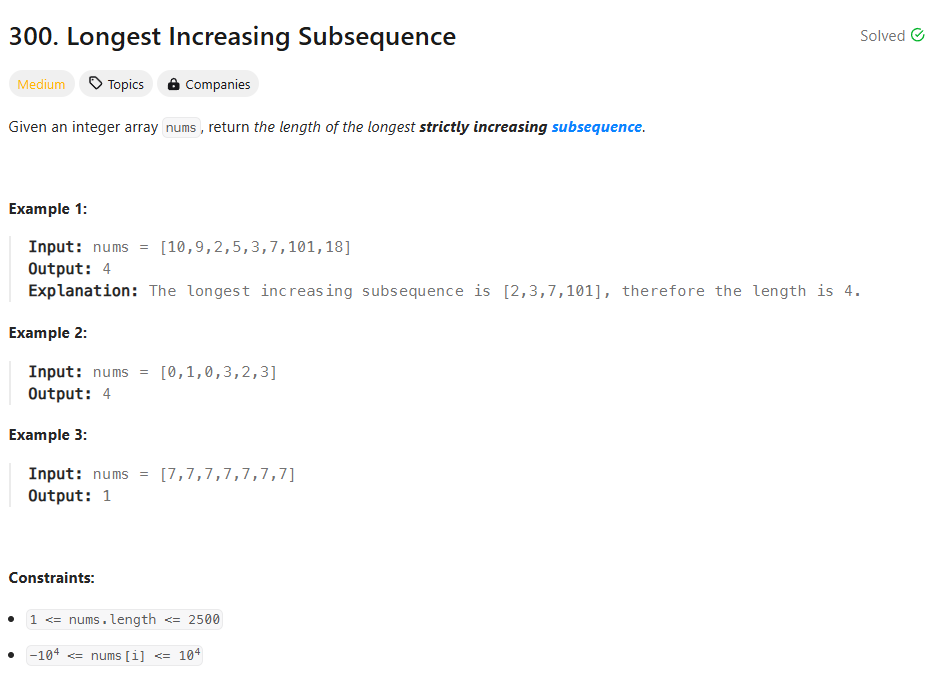 300. Longest Increasing Subsequence
Solved
Medium Topics Companies
Given an integer array nums, return the length of the longest strictly increasing subsequence.
Example 1:
Input: nums = [10,9,2,5,3,7,101,18]
Output: 4
Explanation: The longest increasing subsequence is [2,3,7,101], therefore the length is 4.
Example 2:
Input: nums = [0,1,0,3,2,3]
Output: 4
Example 3:
Input: nums = [7,7,7,7,7,7,7]
Output: 1
Constraints:
1 <= nums.length <= 2500
-10⁴ <= nums[i] <= 10⁴